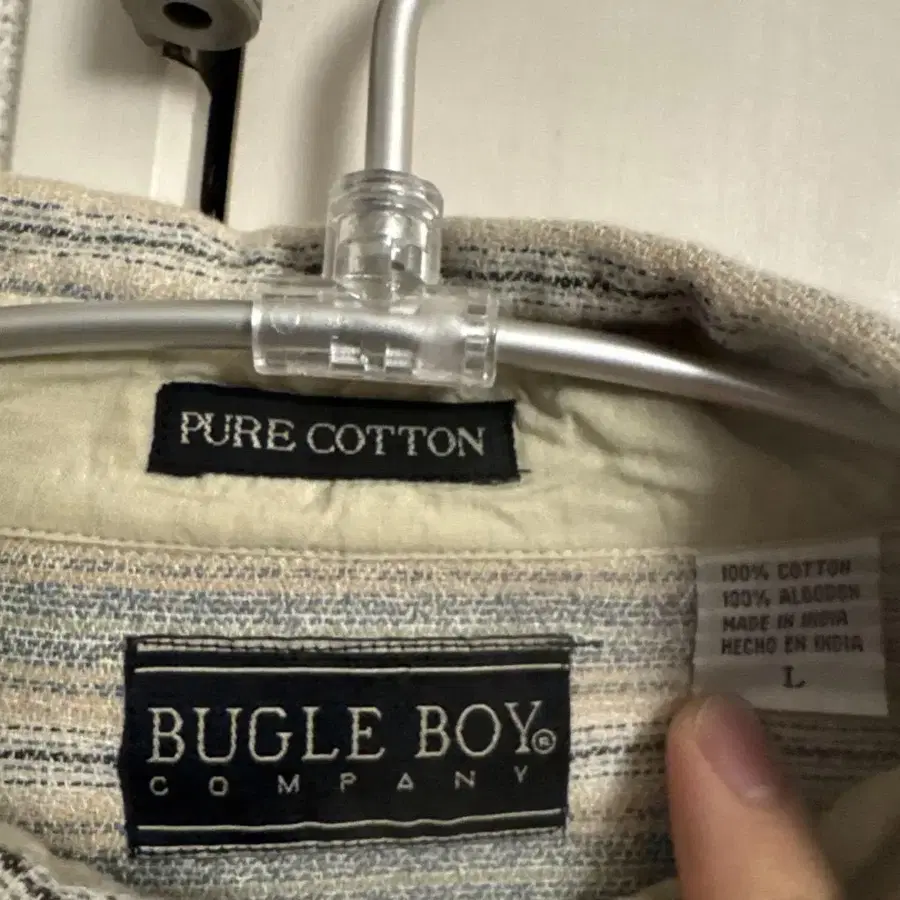 PURE COTTON
100% COTTON
100% ALGODON
MADE IN INDIA
HECHO EN INDIA
L
BUGLE BOY®
COMPANY